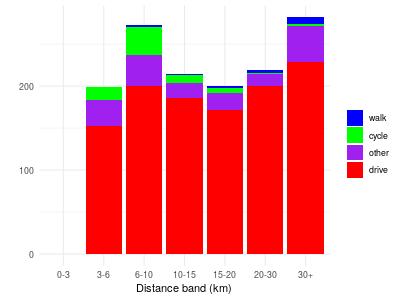 200
100
0
0-3 3-6 6-10 10-15 15-20 20-30 30+
Distance band (km)
walk
cycle
other
drive